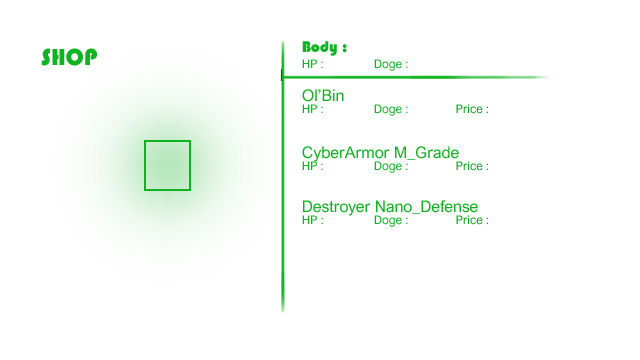 SHOP
Body :
HP : Doge :
Ol'Bin
HP : Doge : Price :
CyberArmor M_Grade
HP : Doge : Price :
Destroyer Nano_Defense
HP : Doge : Price :